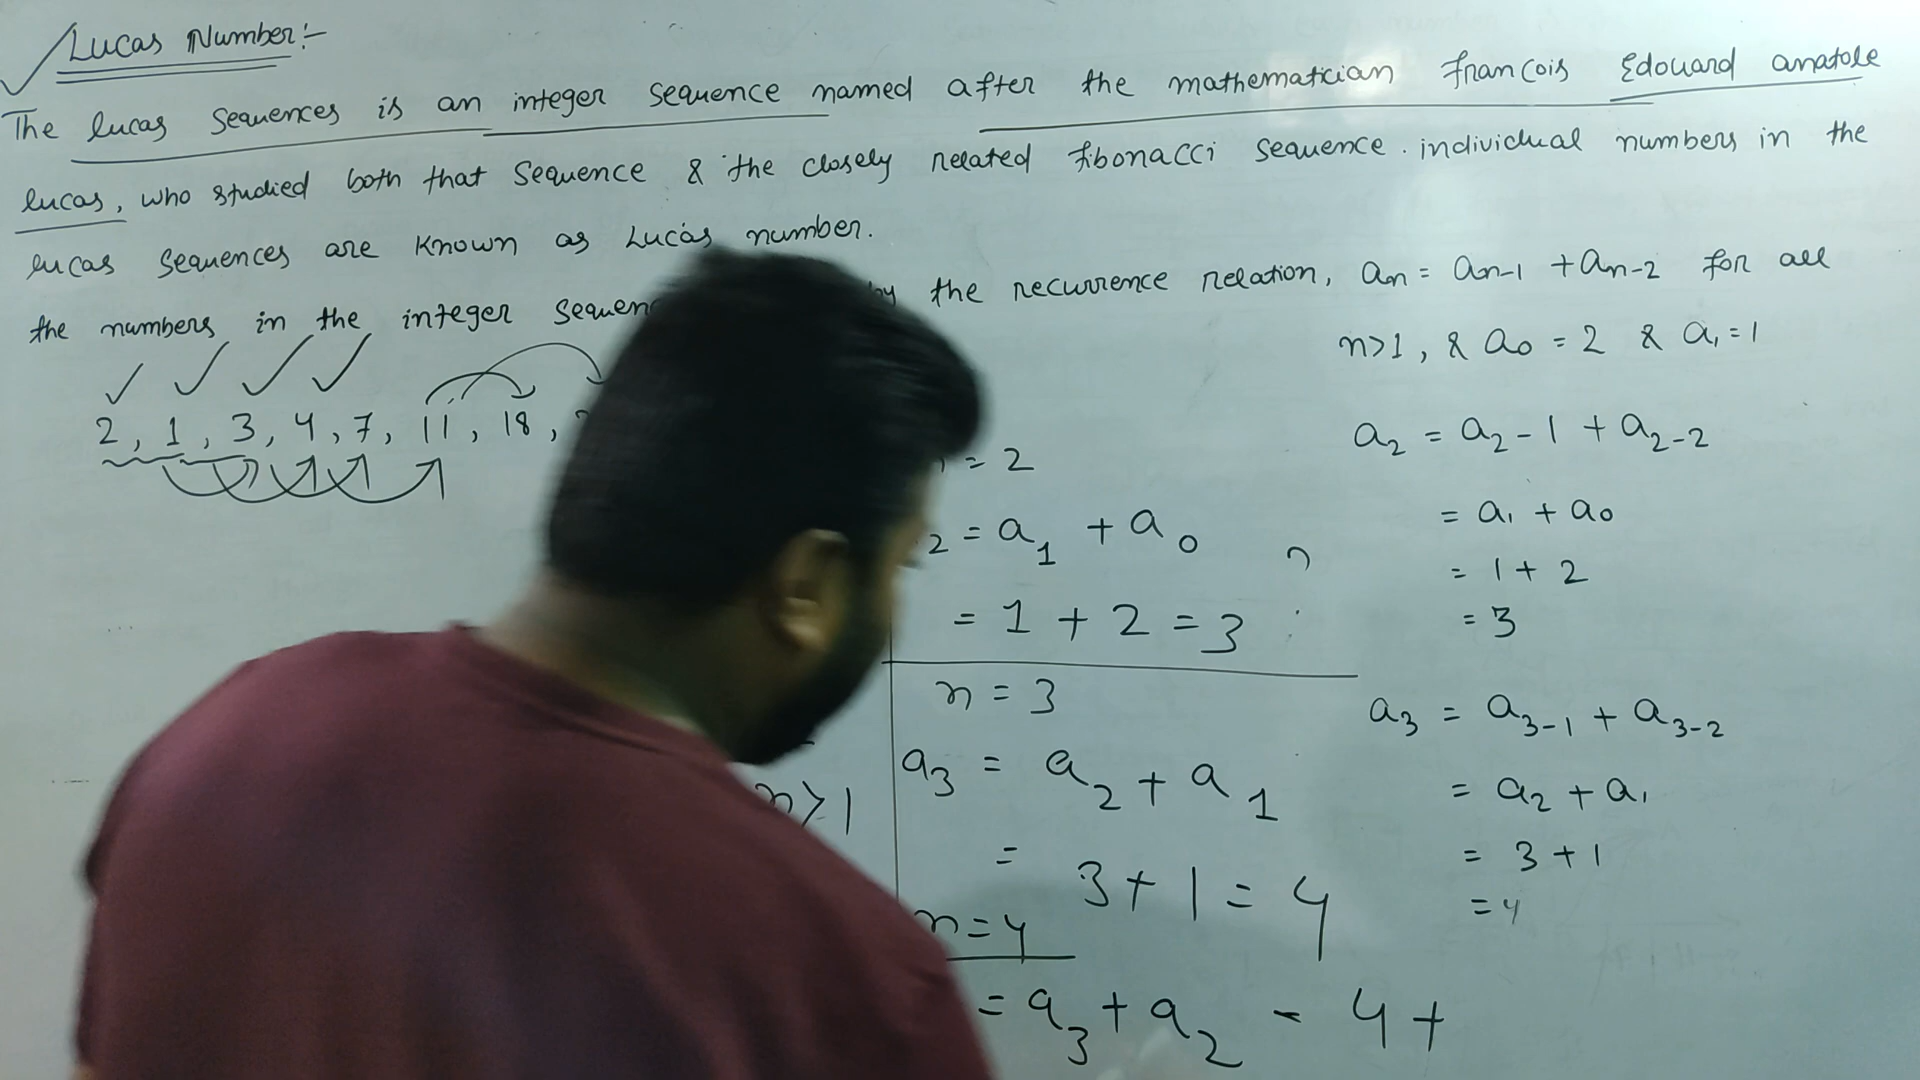 Lucas Number:-
The lucas sequences is an integer sequence named after the mathematician francois Edouard anatole
lucas, who studied both that sequence & the closely related fibonacci sequence. individual numbers in the
lucas sequences are known as Lucas number.
the numbers in the integer sequen by the recurrence relation, an = an-1 + an-2 for all
n>1, & a0 = 2 & a1 = 1
2, 1, 3, 4, 7, 11, 18,
= 2
2 = a1 + a0
= 1 + 2 = 3
n = 3
a3 = a2 + a1
= 3 + 1 = 4
n = 4
= a3 + a2 = 4 +
n>1
a2 = a2-1 + a2-2
= a1 + a0
= 1 + 2
= 3
a3 = a3-1 + a3-2
= a2 + a1
= 3 + 1
= 4